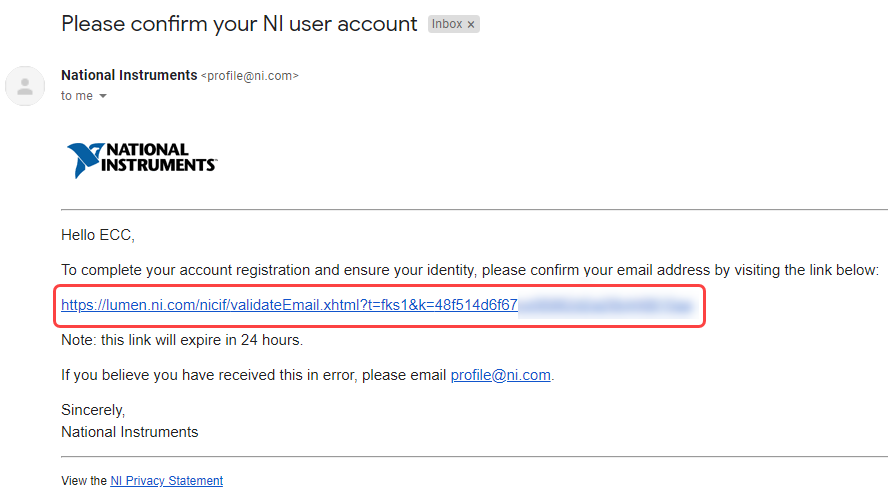 Please confirm your NI user account Inbox x
National Instruments <profile@ni.com>
to me
NATIONAL
INSTRUMENTS™
Hello ECC,
To complete your account registration and ensure your identity, please confirm your email address by visiting the link below:
https://lumen.ni.com/nicif/validateEmail.xhtml?t=fks1&k=48f514d6f67
Note: this link will expire in 24 hours.
If you believe you have received this in error, please email profile@ni.com.
Sincerely,
National Instruments
View the NI Privacy Statement